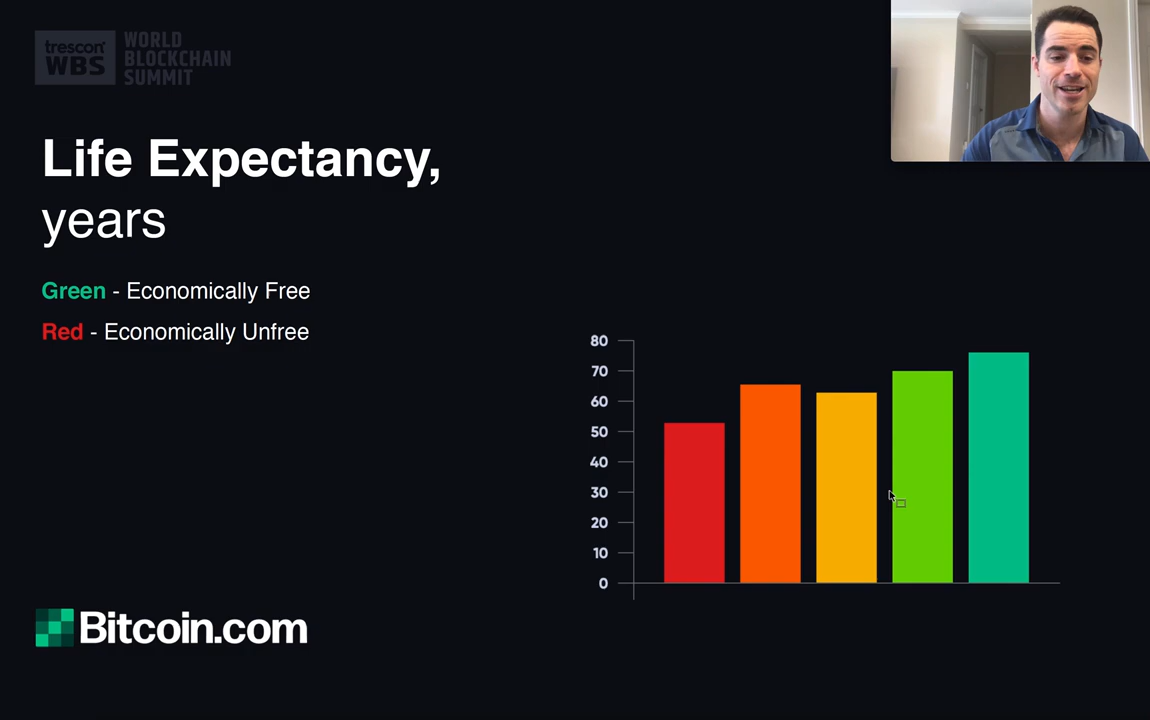 trescon
WBS
WORLD
BLOCKCHAIN
SUMMIT
Life Expectancy,
years
Green - Economically Free
Red - Economically Unfree
80
70
60
50
40
30
20
10
0
Bitcoin.com